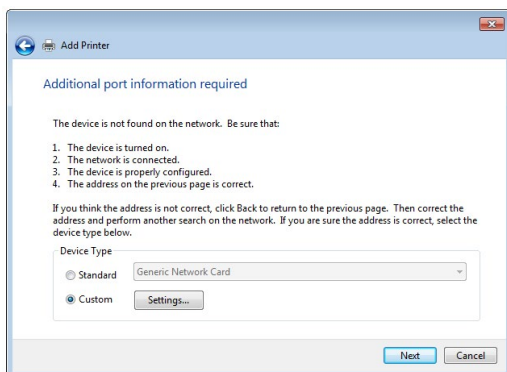 Add Printer
Additional port information required
The device is not found on the network.  Be sure that:
1.  The device is turned on.
2.  The network is connected.
3.  The device is properly configured.
4.  The address on the previous page is correct.
If you think the address is not correct, click Back to return to the previous page.  Then correct the
address and perform another search on the network.  If you are sure the address is correct, select the
device type below.
Device Type
Standard Generic Network Card
Custom Settings...
Next Cancel